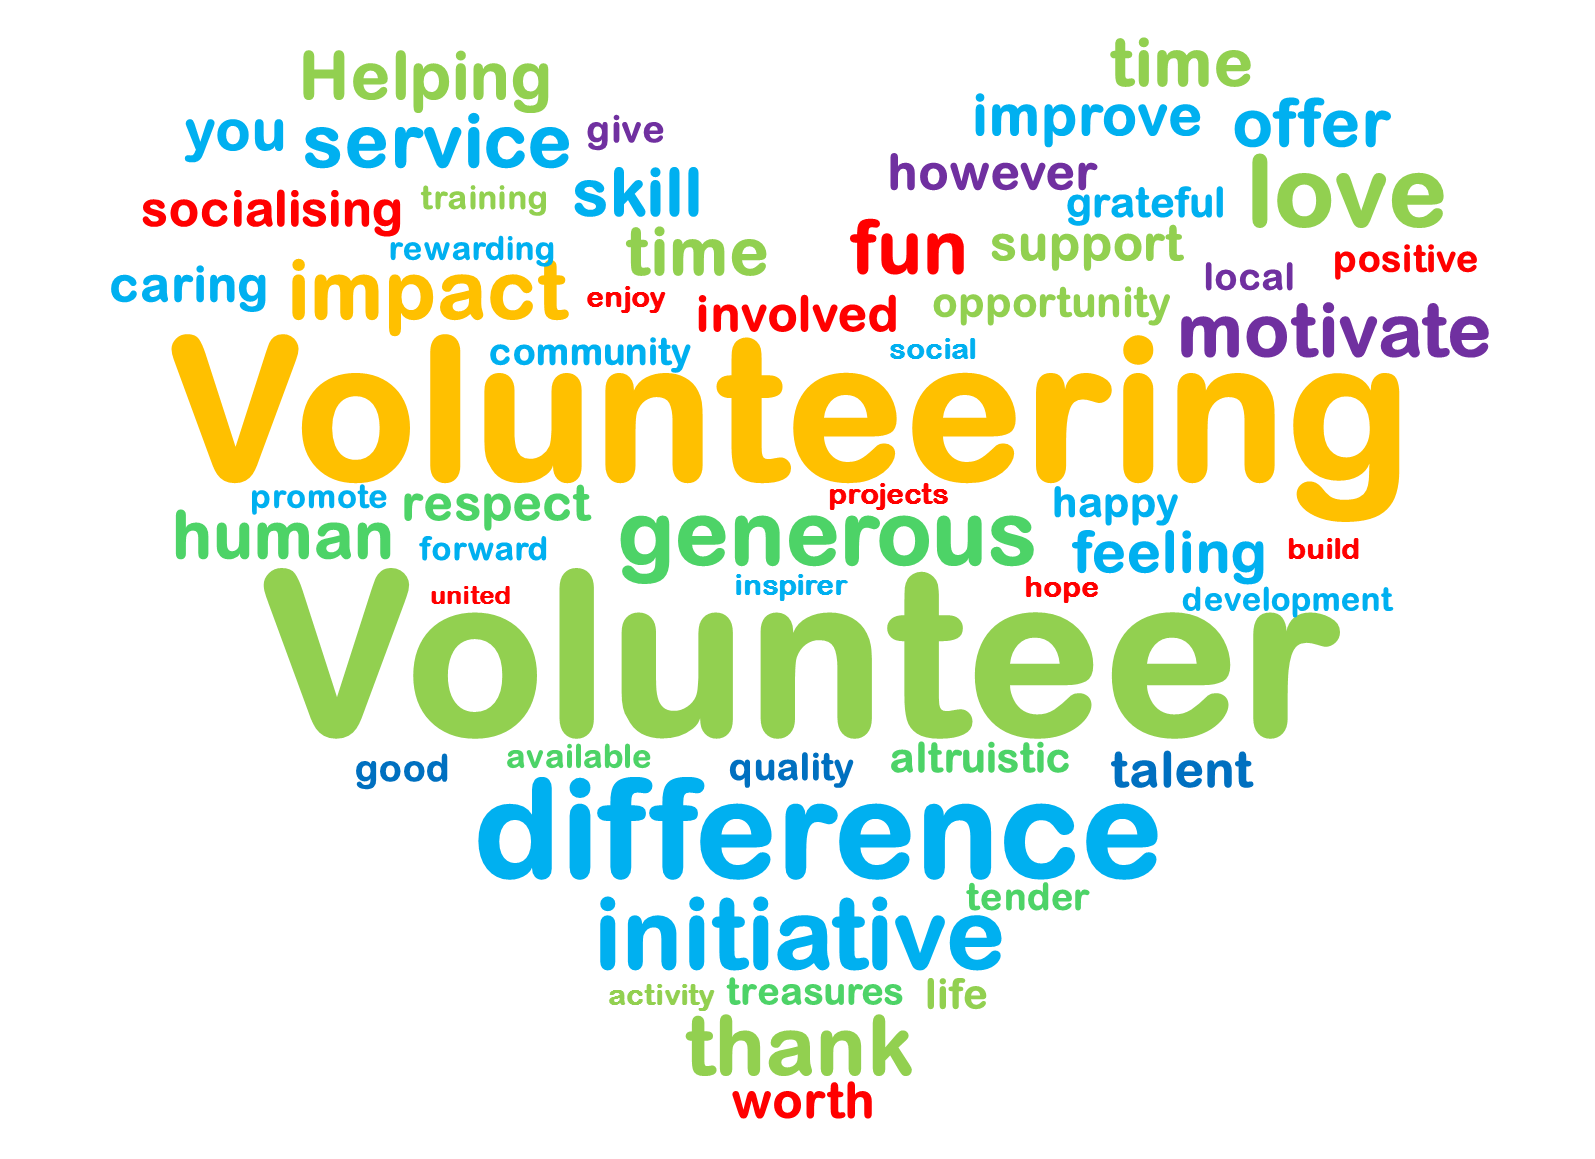 Helping
time
you service give
improve offer
socialising training skill
however grateful love
rewarding time fun support positive
caring impact enjoy involved opportunity local motivate
community social
Volunteering
promote respect projects happy
human forward generous feeling build
united inspirer hope development
Volunteer
good available quality altruistic talent
difference
tender
initiative
activity treasures life
thank
worth